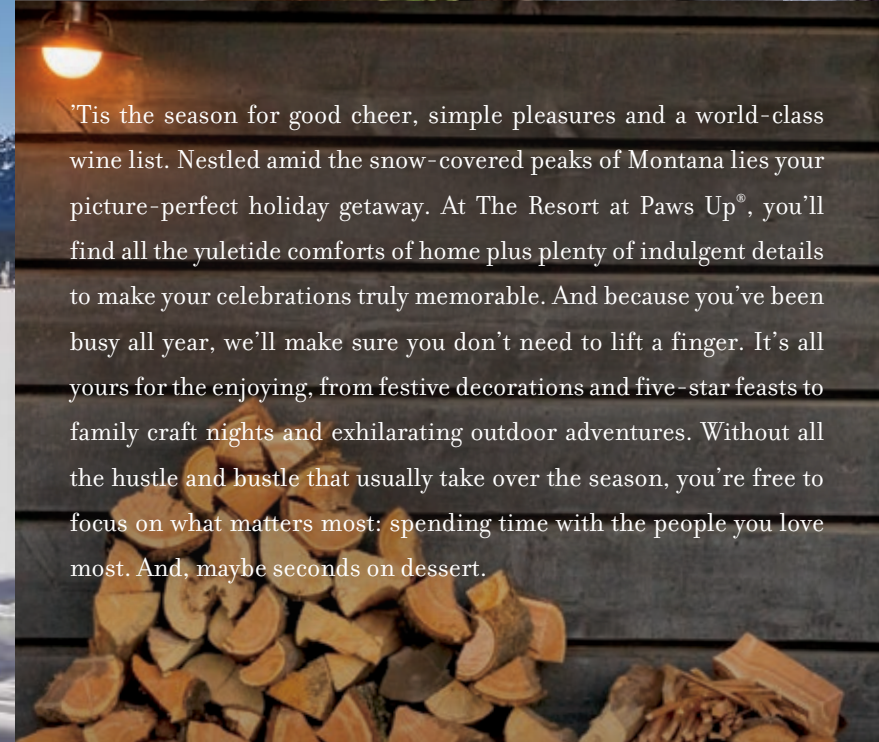 ’Tis the season for good cheer, simple pleasures and a world-class
wine list. Nestled amid the snow-covered peaks of Montana lies your
picture-perfect holiday getaway. At The Resort at Paws Up®, you’ll
find all the yuletide comforts of home plus plenty of indulgent details
to make your celebrations truly memorable. And because you’ve been
busy all year, we’ll make sure you don’t need to lift a finger. It’s all
yours for the enjoying, from festive decorations and five-star feasts to
family craft nights and exhilarating outdoor adventures. Without all
the hustle and bustle that usually take over the season, you’re free to
focus on what matters most: spending time with the people you love
most. And, maybe seconds on dessert.